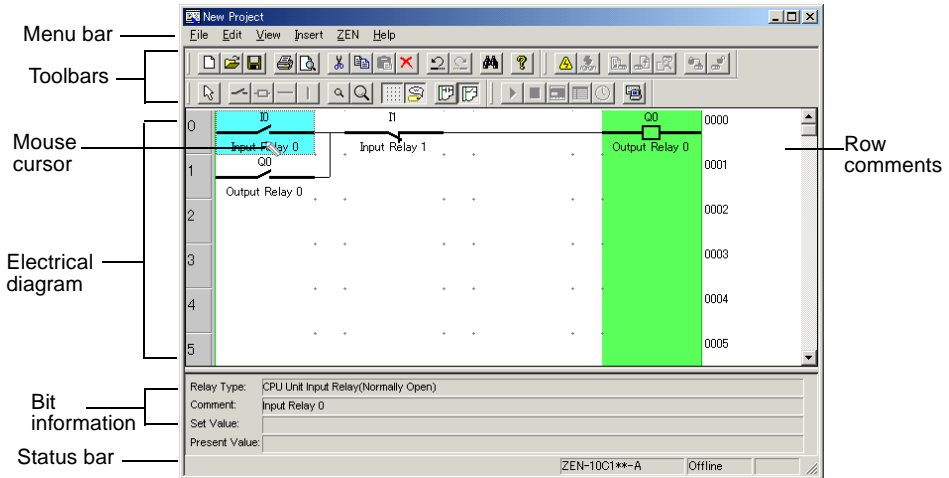 New Project
Menu bar
File Edit View Insert ZEN Help
Toolbars
0
I0
I1
Q0
0000
Mouse
cursor
Input Relay 0
Input Relay 1
Output Relay 0
Row
comments
1
Q0
0001
Output Relay 0
2
0002
Electrical
diagram
3
0003
4
0004
5
0005
Bit
information
Relay Type: CPU Unit Input Relay(Normally Open)
Comment: Input Relay 0
Set Value:
Present Value:
Status bar
ZEN-10C1**-A Offline